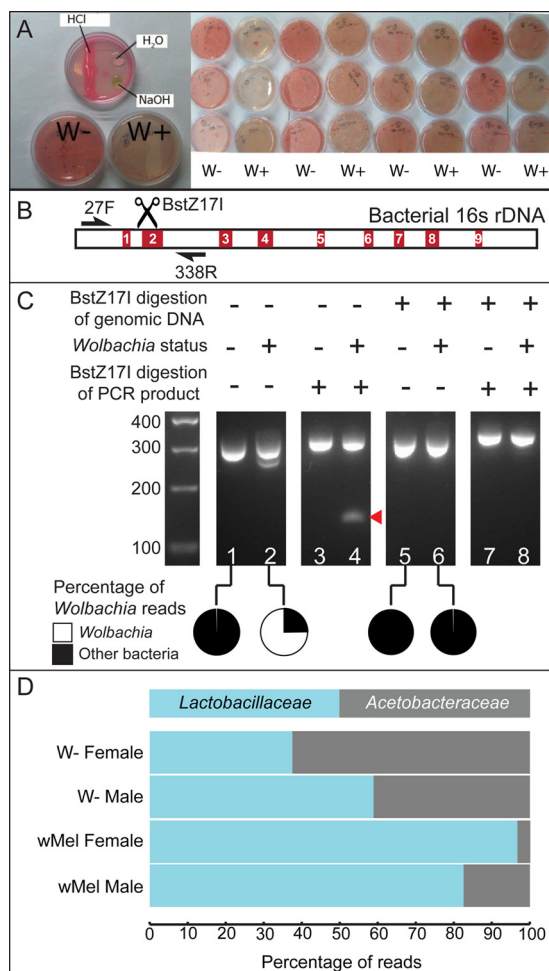 A
HCl
H₂O
NaOH
W-
W+
W- W+ W- W+ W- W+ W- W+
B
27F
BstZ17I
Bacterial 16s rDNA
1 2 3 4 5 6 7 8 9
338R
C
BstZ17I digestion
of genomic DNA
- - - - + + + +
Wolbachia status
- + - + - + - +
BstZ17I digestion
of PCR product
- - + + - - + +
400
300
200
100
1 2 3 4 5 6 7 8
Percentage of
Wolbachia reads
Wolbachia
Other bacteria
D
Lactobacillaceae Acetobacteraceae
W- Female
W- Male
wMel Female
wMel Male
0 10 20 30 40 50 60 70 80 90 100
Percentage of reads